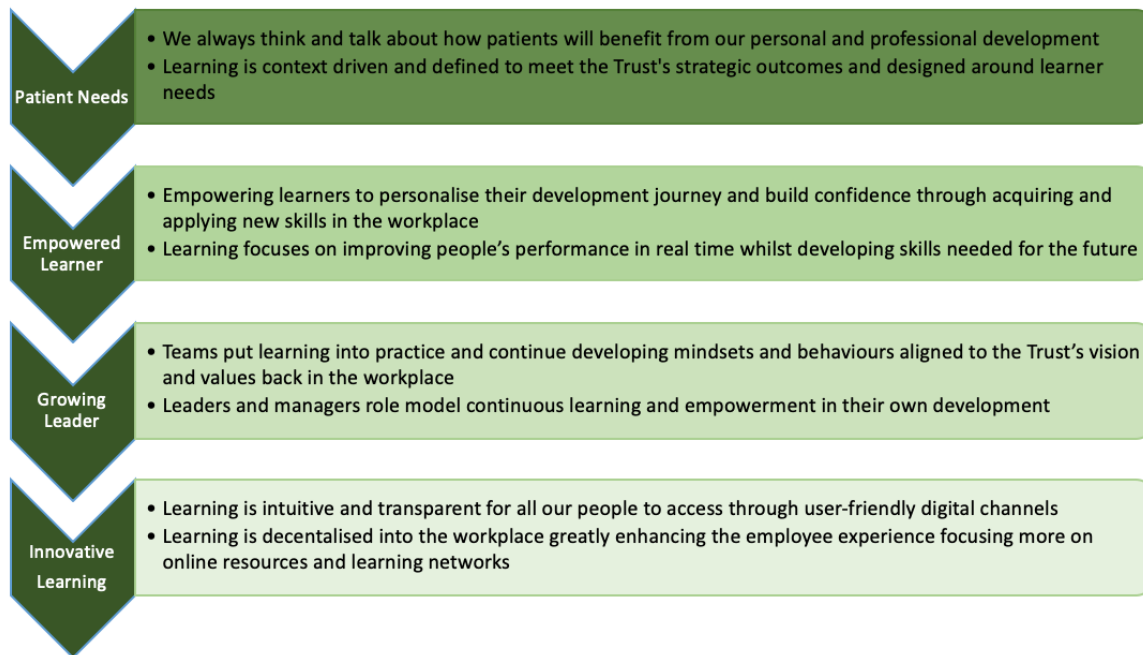 Patient Needs
• We always think and talk about how patients will benefit from our personal and professional development
• Learning is context driven and defined to meet the Trust's strategic outcomes and designed around learner
needs
Empowered
Learner
• Empowering learners to personalise their development journey and build confidence through acquiring and
applying new skills in the workplace
• Learning focuses on improving people’s performance in real time whilst developing skills needed for the future
Growing
Leader
• Teams put learning into practice and continue developing mindsets and behaviours aligned to the Trust’s vision
and values back in the workplace
• Leaders and managers role model continuous learning and empowerment in their own development
Innovative
Learning
• Learning is intuitive and transparent for all our people to access through user-friendly digital channels
• Learning is decentalised into the workplace greatly enhancing the employee experience focusing more on
online resources and learning networks